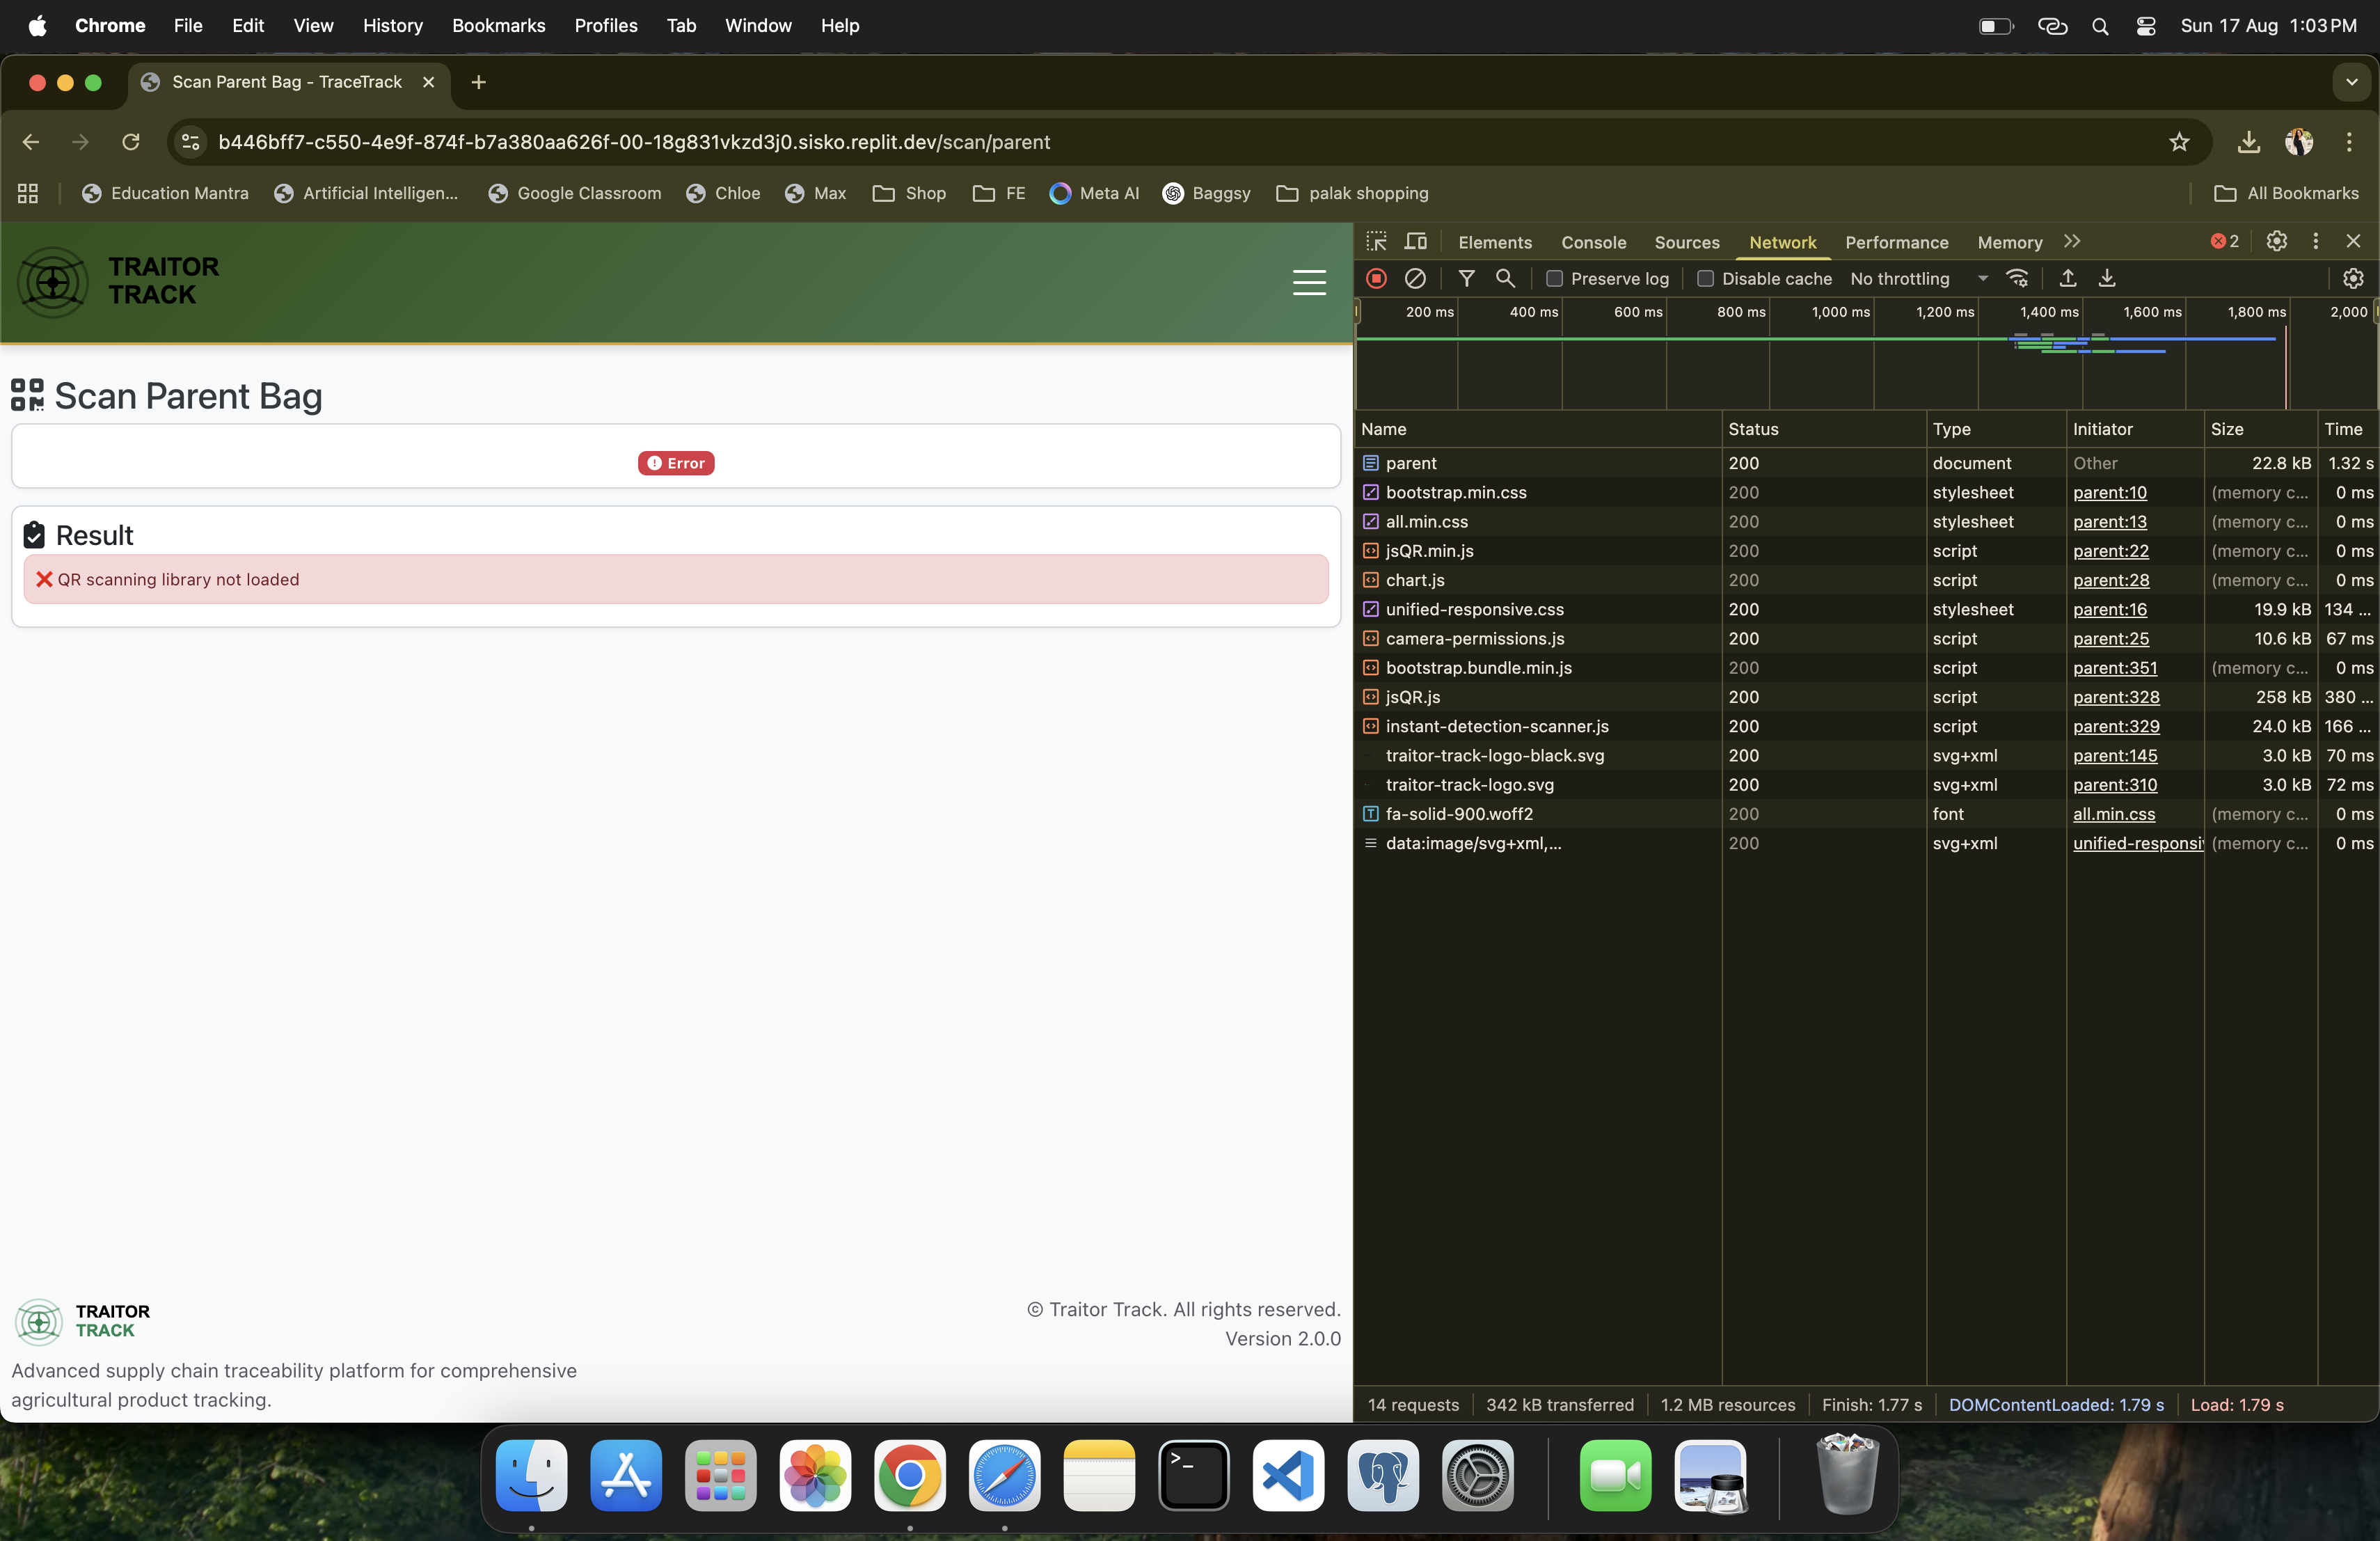 Chrome File Edit View History Bookmarks Profiles Tab Window Help Sun 17 Aug 1:03 PM
Scan Parent Bag - TraceTrack
b446bff7-c550-4e9f-874f-b7a380aa626f-00-18g831vkzd3j0.sisko.replit.dev/scan/parent
Education Mantra Artificial Intelligen... Google Classroom Chloe Max Shop FE Meta AI Baggsy palak shopping All Bookmarks
TRAITOR
TRACK
Scan Parent Bag
Error
Result
QR scanning library not loaded
TRAITOR
TRACK
Advanced supply chain traceability platform for comprehensive
agricultural product tracking.
© Traitor Track. All rights reserved.
Version 2.0.0
Elements Console Sources Network Performance Memory 2
Preserve log Disable cache No throttling
200 ms 400 ms 600 ms 800 ms 1,000 ms 1,200 ms 1,400 ms 1,600 ms 1,800 ms 2,000
Name Status Type Initiator Size Time
parent 200 document Other 22.8 kB 1.32 s
bootstrap.min.css 200 stylesheet parent:10 (memory c... 0 ms
all.min.css 200 stylesheet parent:13 (memory c... 0 ms
jsQR.min.js 200 script parent:22 (memory c... 0 ms
chart.js 200 script parent:28 (memory c... 0 ms
unified-responsive.css 200 stylesheet parent:16 19.9 kB 134 ...
camera-permissions.js 200 script parent:25 10.6 kB 67 ms
bootstrap.bundle.min.js 200 script parent:351 (memory c... 0 ms
jsQR.js 200 script parent:328 258 kB 380 ...
instant-detection-scanner.js 200 script parent:329 24.0 kB 166 ...
traitor-track-logo-black.svg 200 svg+xml parent:145 3.0 kB 70 ms
traitor-track-logo.svg 200 svg+xml parent:310 3.0 kB 72 ms
fa-solid-900.woff2 200 font all.min.css (memory c... 0 ms
data:image/svg+xml,... 200 svg+xml unified-responsi (memory c... 0 ms
14 requests 342 kB transferred 1.2 MB resources Finish: 1.77 s DOMContentLoaded: 1.79 s Load: 1.79 s